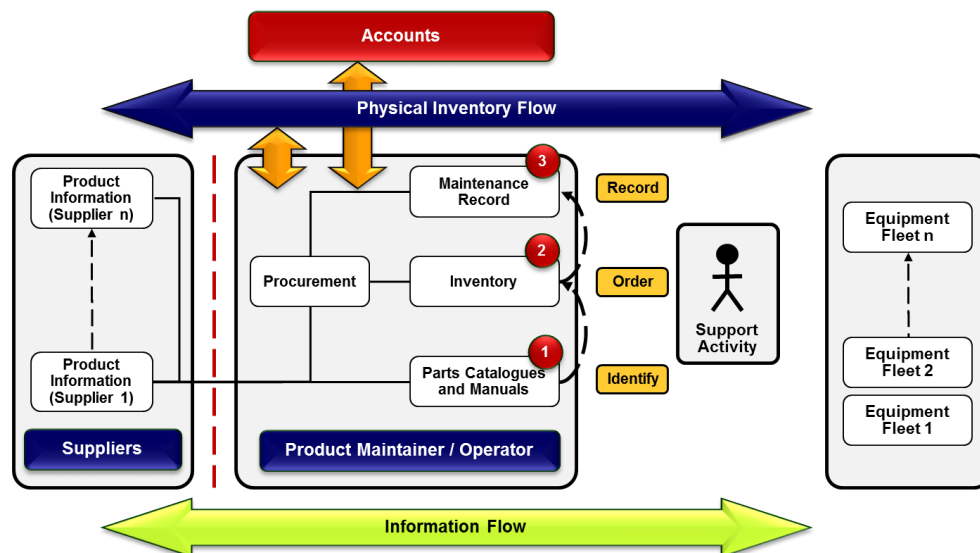 Accounts
Physical Inventory Flow
Product
Information
(Supplier n)
Product
Information
(Supplier 1)
Suppliers
3
Maintenance
Record
2
Procurement
Inventory
1
Parts Catalogues
and Manuals
Product Maintainer / Operator
Record
Order
Identify
Support
Activity
Equipment
Fleet n
Equipment
Fleet 2
Equipment
Fleet 1
Information Flow